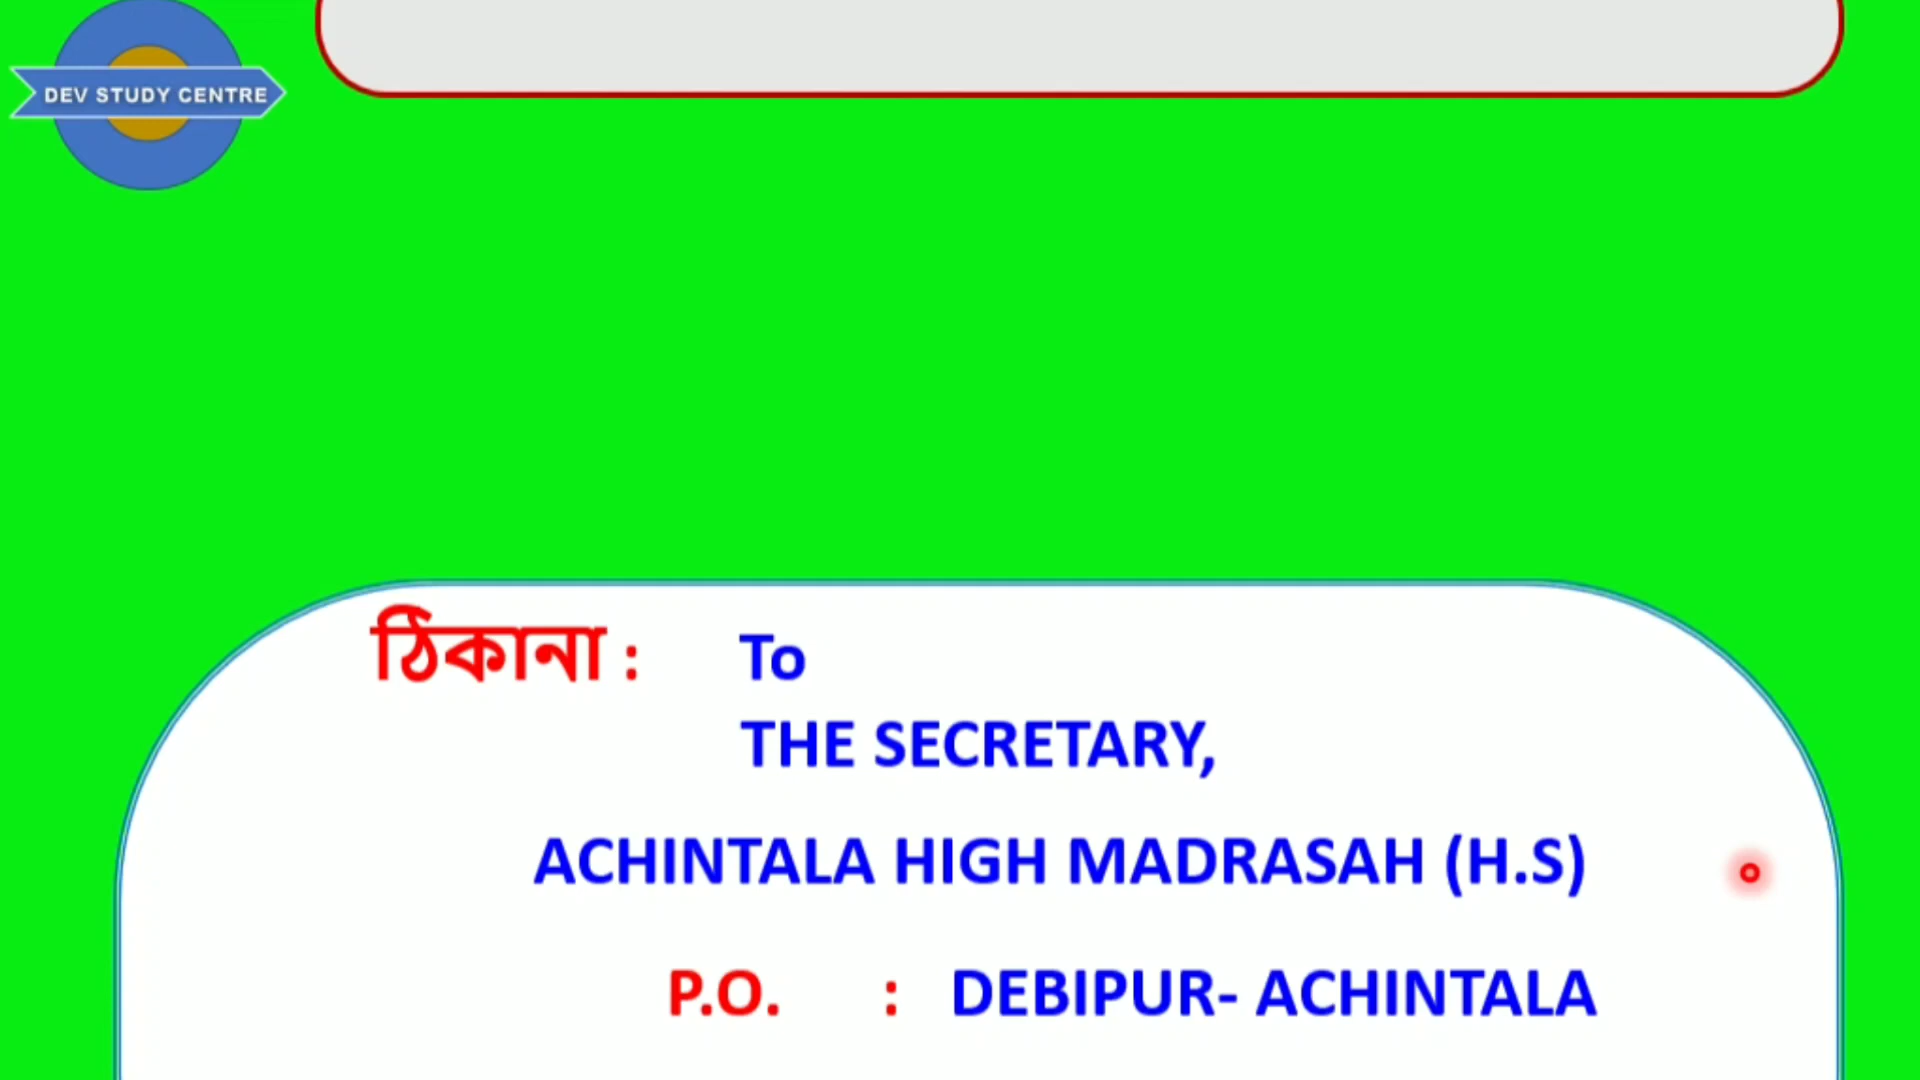 DEV STUDY CENTRE
ঠিকানা : To
THE SECRETARY,
ACHINTALA HIGH MADRASAH (H.S)
P.O. : DEBIPUR- ACHINTALA